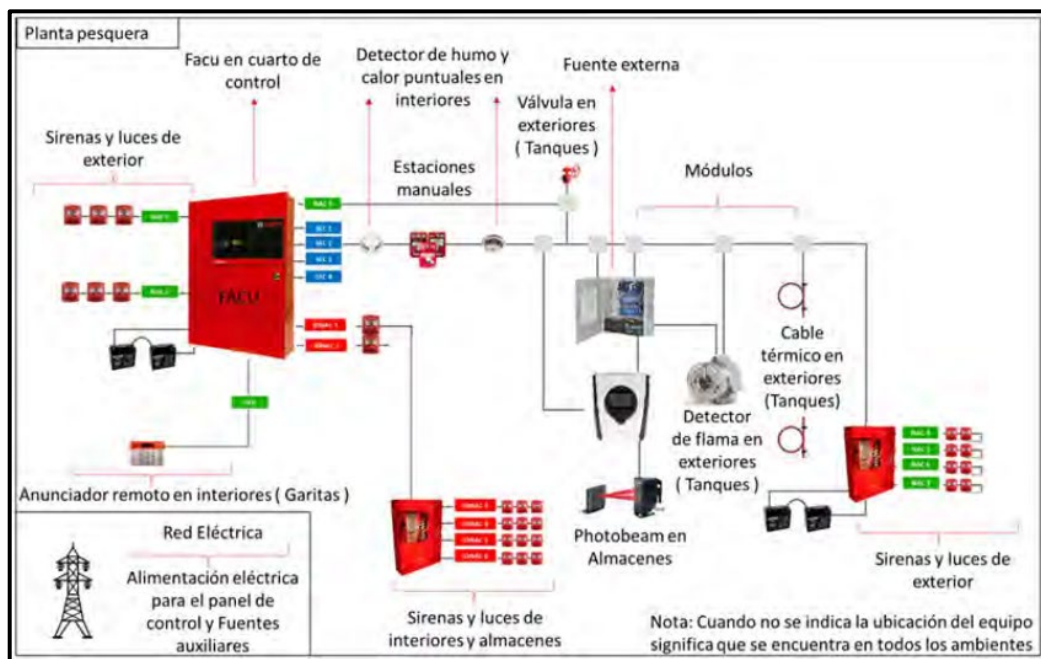 Planta pesquera
Facu en cuarto de
control
Detector de humo y
calor puntuales en
interiores
Fuente externa
Válvula en
exteriores
( Tanques )
Sirenas y luces de
exterior
Estaciones
manuales
Módulos
FACU
Cable
térmico en
exteriores
(Tanques)
Detector
de flama en
exteriores
( Tanques )
Anunciador remoto en interiores ( Garitas )
Photobeam en
Almacenes
Red Eléctrica
Alimentación eléctrica
para el panel de
control y Fuentes
auxiliares
Sirenas y luces de
interiores y almacenes
Sirenas y luces de
exterior
Nota: Cuando no se indica la ubicación del equipo
significa que se encuentra en todos los ambientes